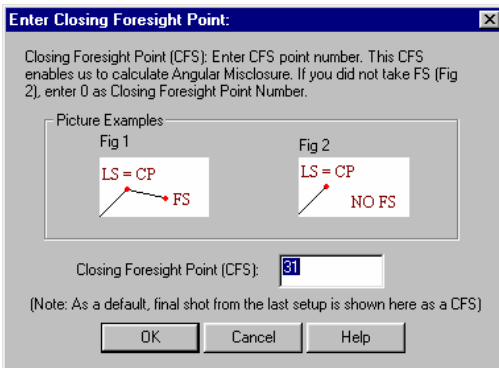 Enter Closing Foresight Point:
Closing Foresight Point (CFS): Enter CFS point number. This CFS
enables us to calculate Angular Misclosure. If you did not take FS (Fig
2), enter 0 as Closing Foresight Point Number.
Picture Examples
Fig 1
Fig 2
LS = CP
FS
LS = CP
NO FS
Closing Foresight Point (CFS):
31
(Note: As a default, final shot from the last setup is shown here as a CFS)
OK
Cancel
Help